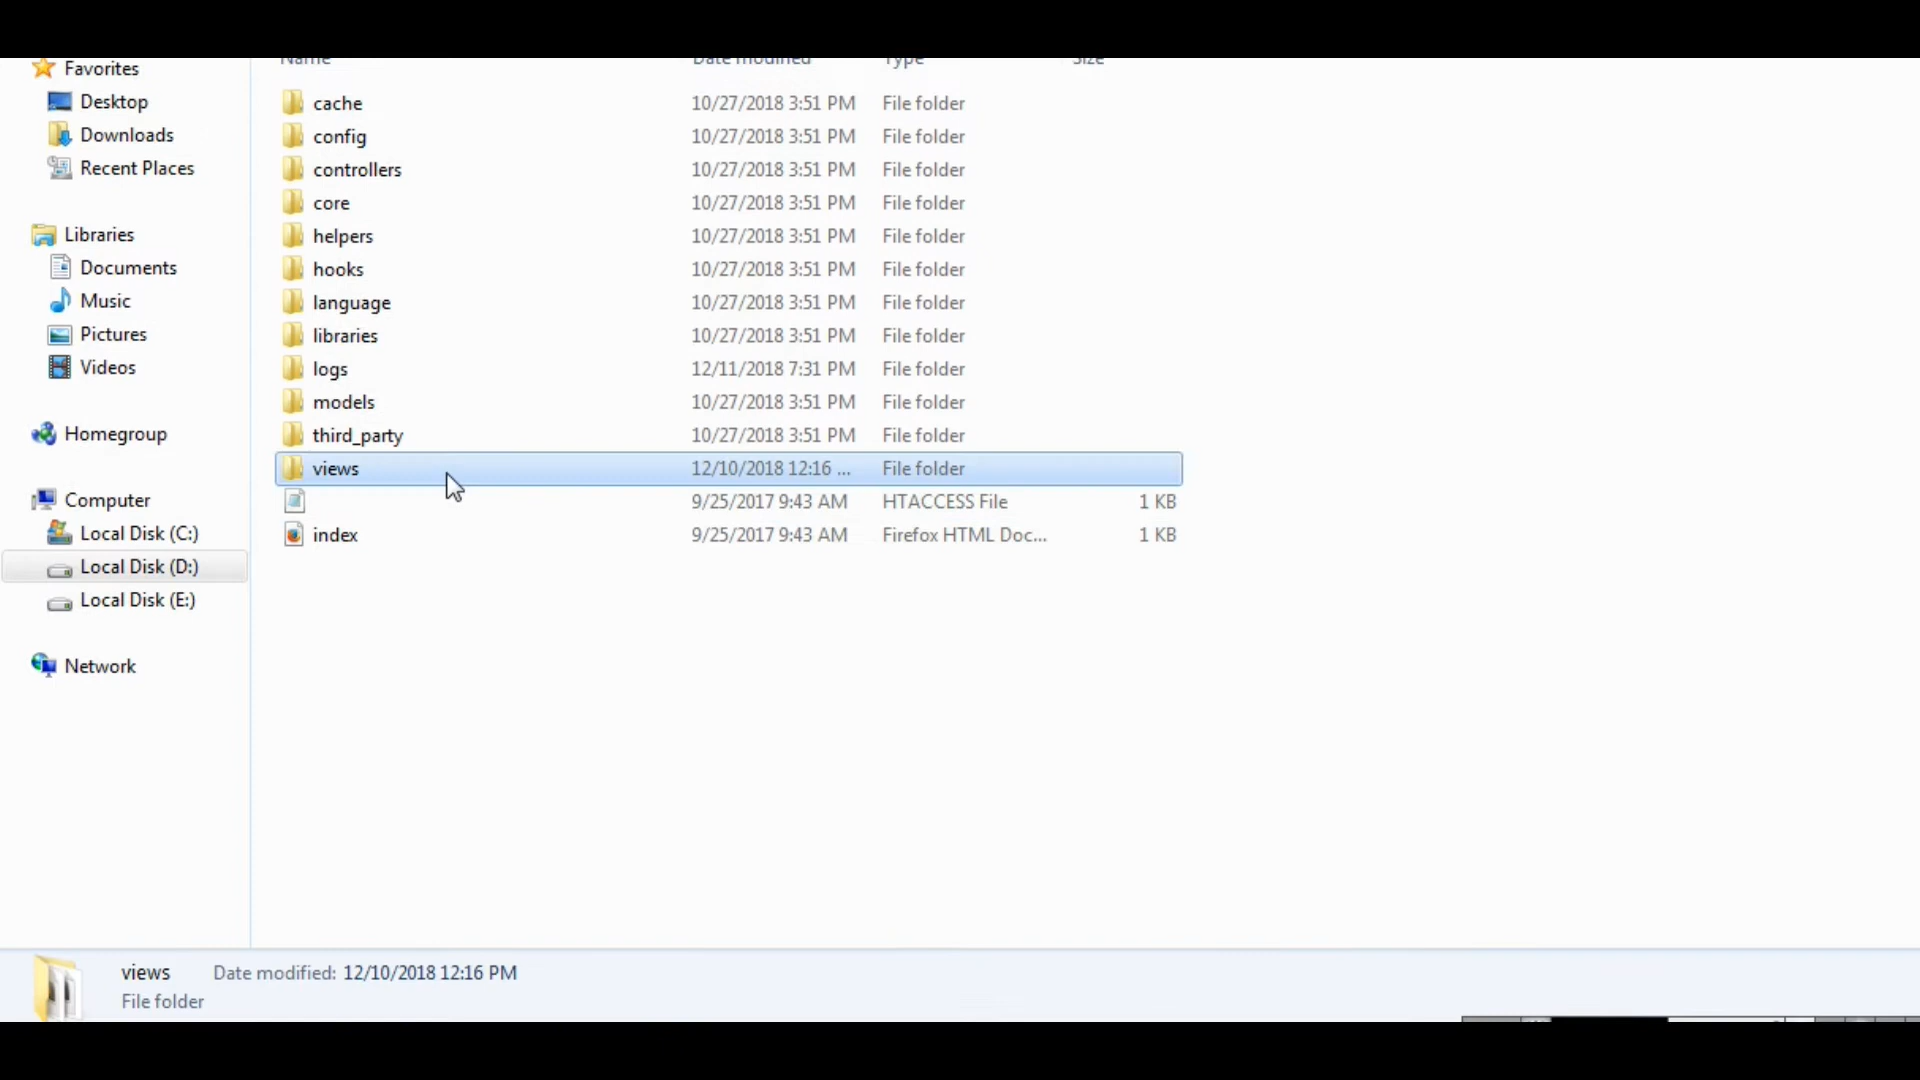 Name Date modified Type Size
Favorites
Desktop
Downloads
Recent Places
Libraries
Documents
Music
Pictures
Videos
Homegroup
Computer
Local Disk (C:)
Local Disk (D:)
Local Disk (E:)
Network
cache 10/27/2018 3:51 PM File folder
config 10/27/2018 3:51 PM File folder
controllers 10/27/2018 3:51 PM File folder
core 10/27/2018 3:51 PM File folder
helpers 10/27/2018 3:51 PM File folder
hooks 10/27/2018 3:51 PM File folder
language 10/27/2018 3:51 PM File folder
libraries 10/27/2018 3:51 PM File folder
logs 12/11/2018 7:31 PM File folder
models 10/27/2018 3:51 PM File folder
third_party 10/27/2018 3:51 PM File folder
views 12/10/2018 12:16 ... File folder
9/25/2017 9:43 AM HTACCESS File 1 KB
index 9/25/2017 9:43 AM Firefox HTML Doc... 1 KB
views Date modified: 12/10/2018 12:16 PM
File folder